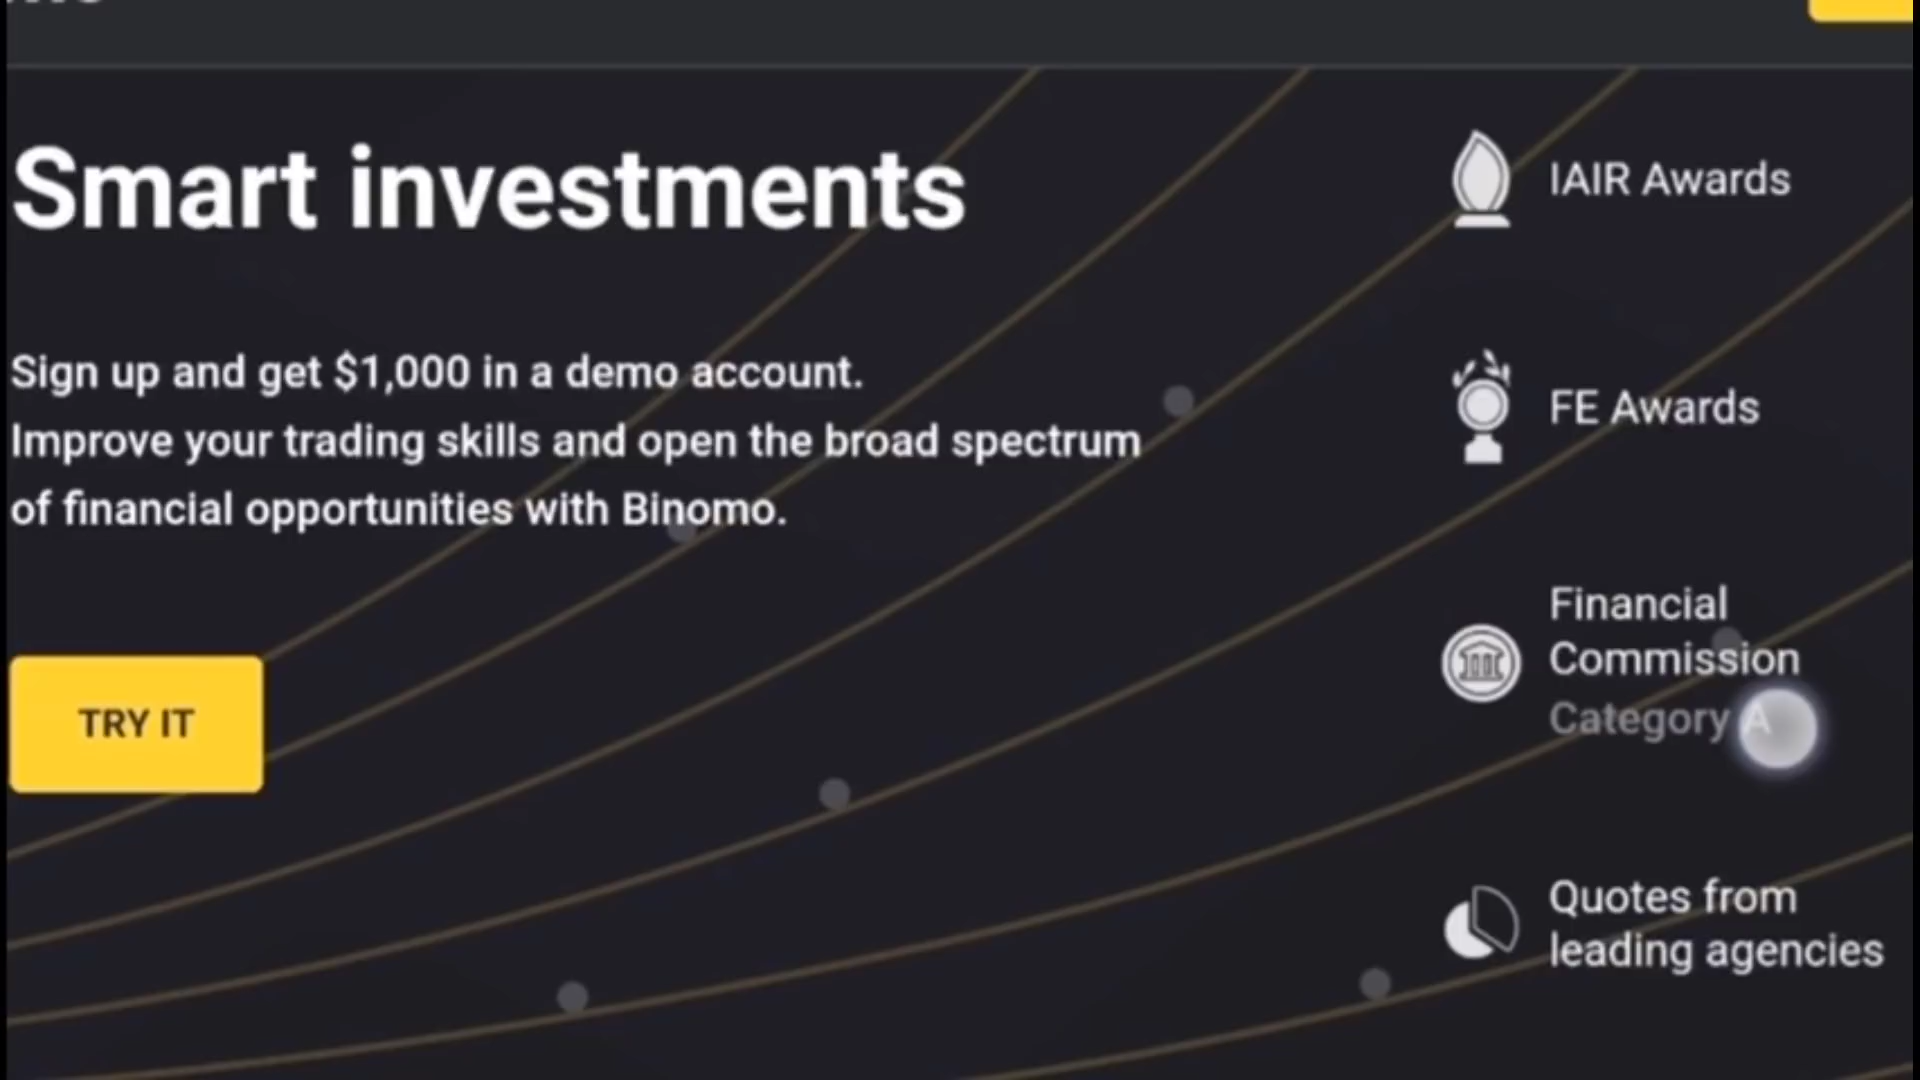 Smart investments
Sign up and get $1,000 in a demo account.
Improve your trading skills and open the broad spectrum
of financial opportunities with Binomo.
TRY IT
IAIR Awards
FE Awards
Financial
Commission
Category A
Quotes from
leading agencies